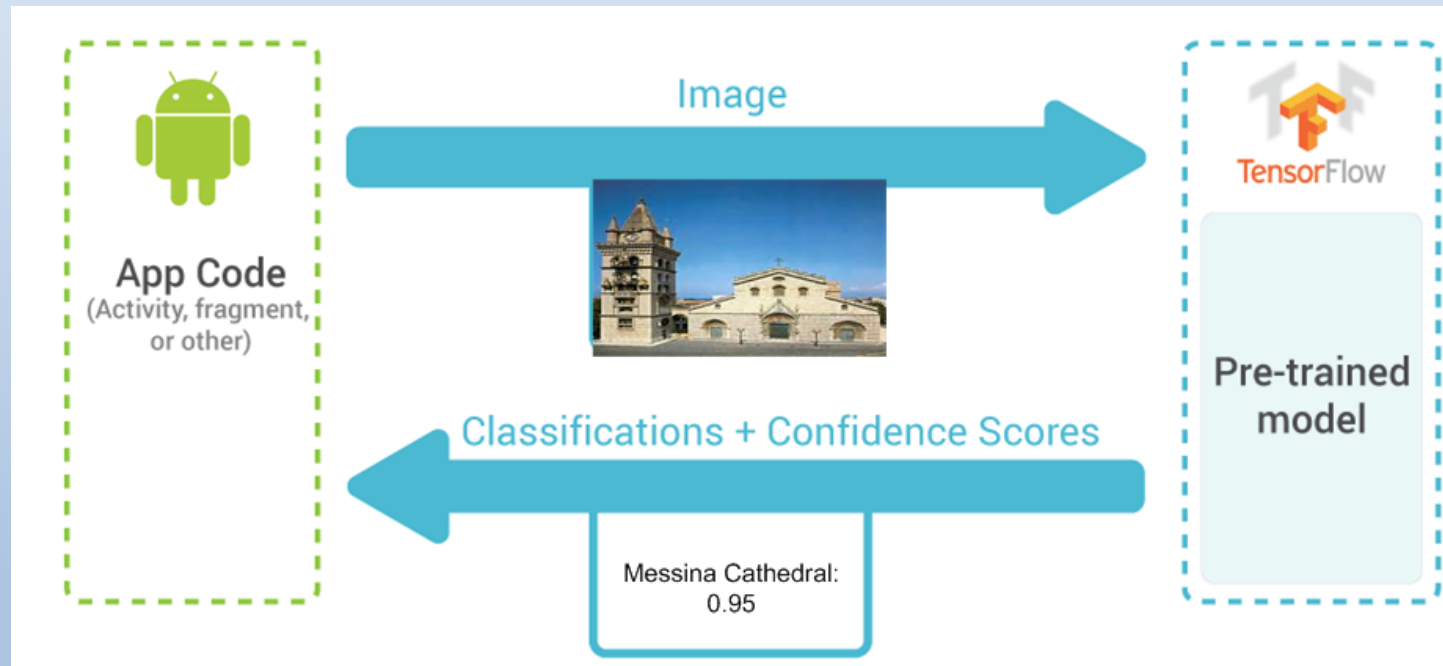 Image
TensorFlow
App Code
(Activity, fragment,
or other)
Pre-trained
model
Classifications + Confidence Scores
Messina Cathedral:
0.95